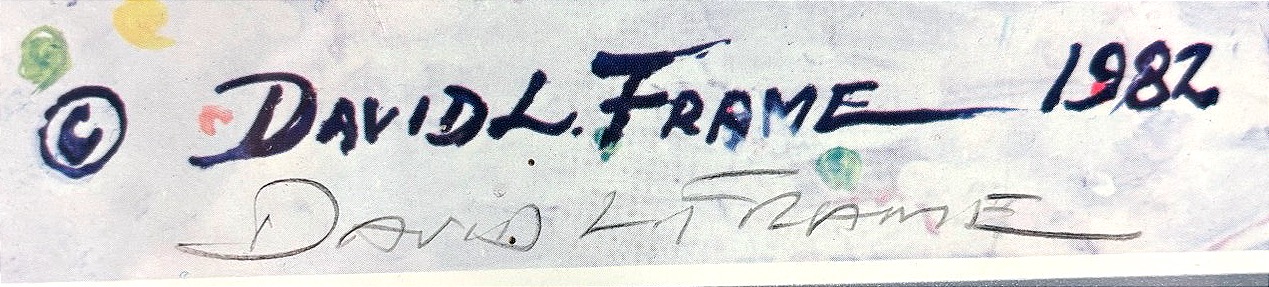 © DAVID L. FRAME 1982
DAVID L. FRAME